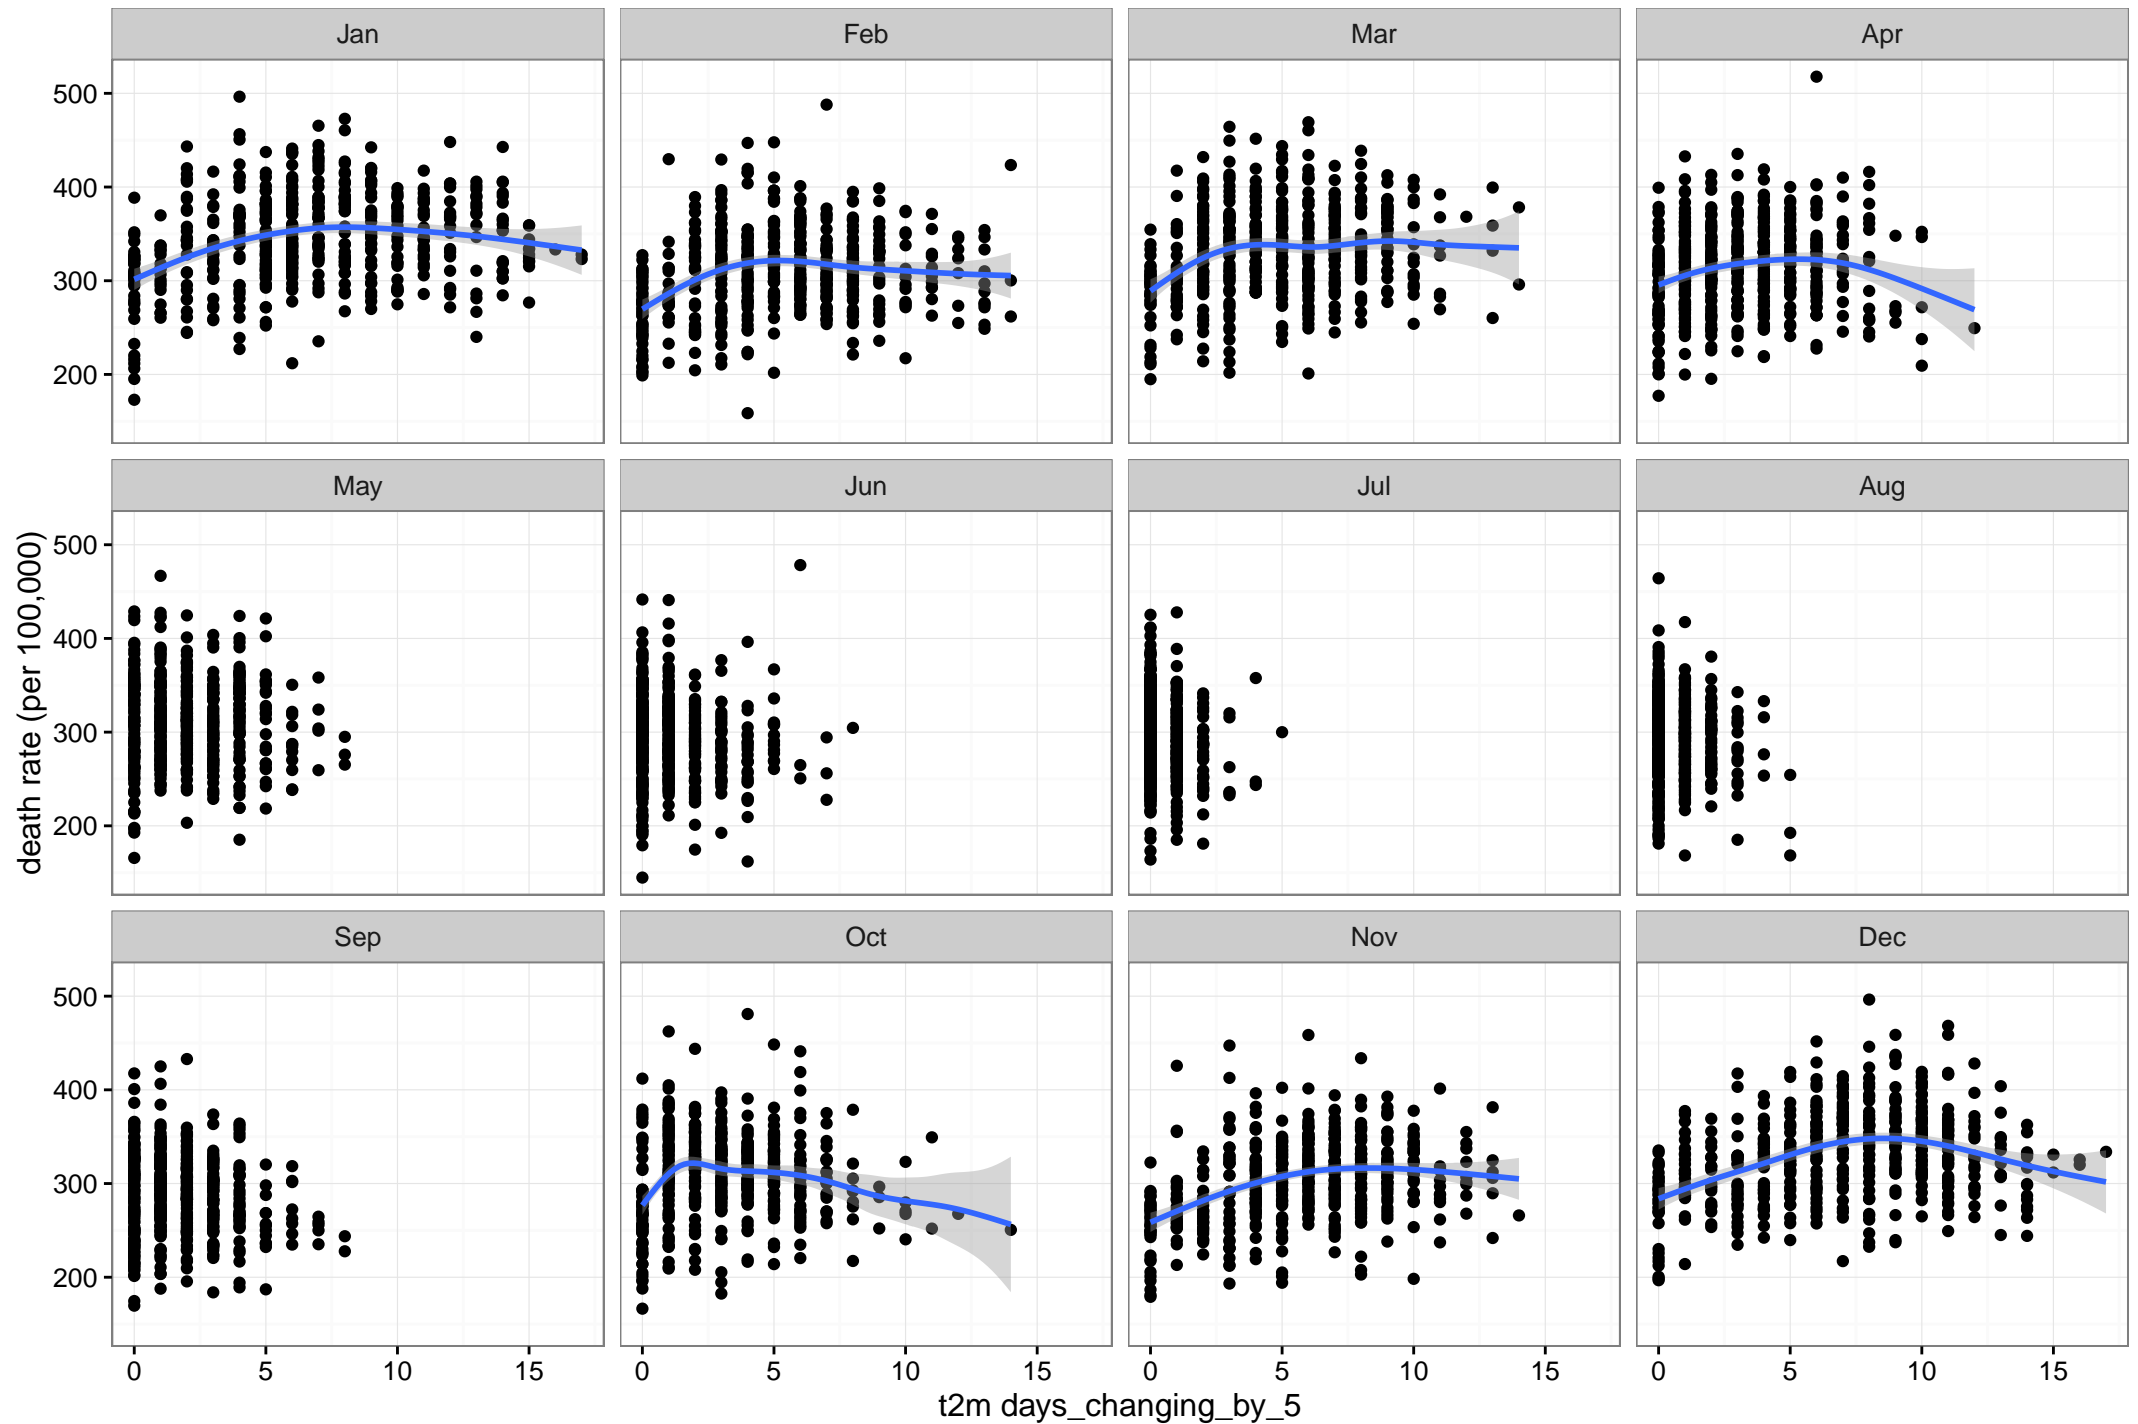 Jan Feb Mar Apr
500
400
300
200
May Jun Jul Aug
500
400
300
200
death rate (per 100,000)
Sep Oct Nov Dec
500
400
300
200
0 5 10 15 0 5 10 15 0 5 10 15 0 5 10 15
t2m days_changing_by_5